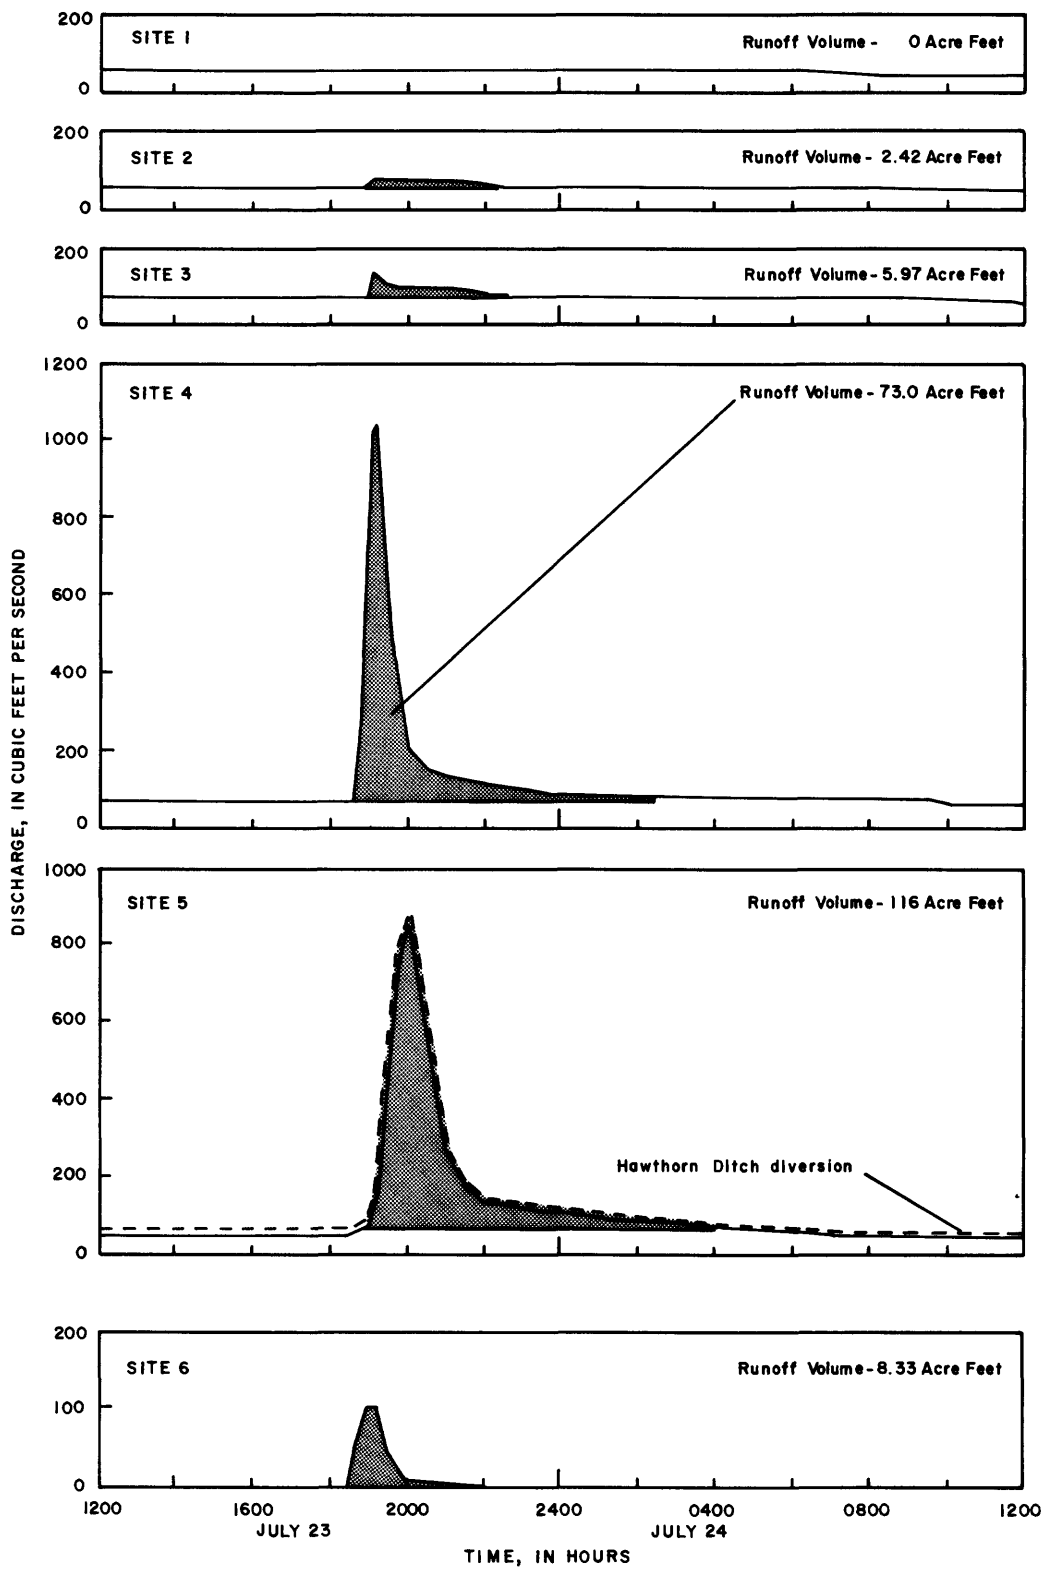 200
SITE 1
Runoff Volume - 0 Acre Feet
0
200
SITE 2
Runoff Volume - 2.42 Acre Feet
0
200
SITE 3
Runoff Volume - 5.97 Acre Feet
0
1200
SITE 4
Runoff Volume - 73.0 Acre Feet
1000
800
600
400
200
0
DISCHARGE, IN CUBIC FEET PER SECOND
1000
SITE 5
Runoff Volume - 116 Acre Feet
800
600
400
200
Hawthorn Ditch diversion
0
200
SITE 6
Runoff Volume - 8.33 Acre Feet
100
0
1200 1600 2000 2400 0400 0800 1200
JULY 23 JULY 24
TIME, IN HOURS